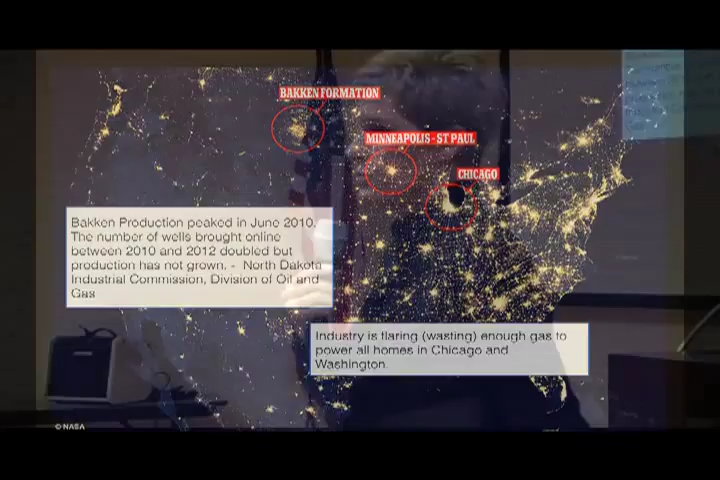 BAKKEN FORMATION
MINNEAPOLIS - ST PAUL
CHICAGO
Bakken Production peaked in June 2010.
The number of wells brought online
between 2010 and 2012 doubled but
production has not grown. - North Dakota
Industrial Commission, Division of Oil and
Gas
Industry is flaring (wasting) enough gas to
power all homes in Chicago and
Washington.
© NASA